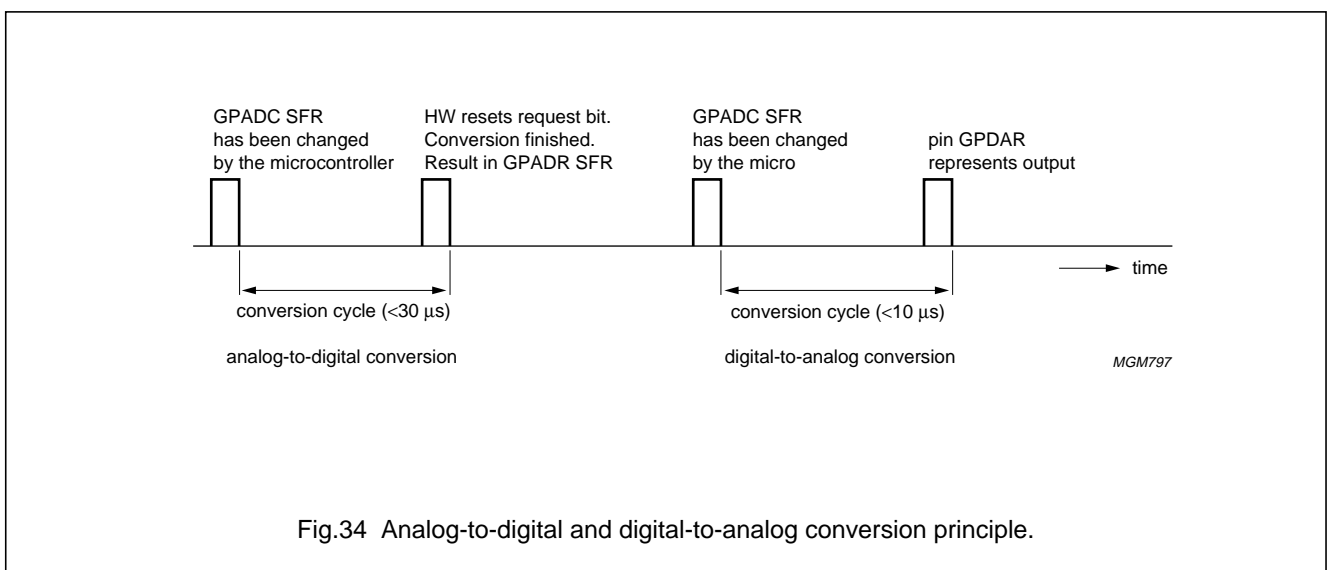 GPADC SFR
has been changed
by the microcontroller
HW resets request bit.
Conversion finished.
Result in GPADR SFR
GPADC SFR
has been changed
by the micro
pin GPDAR
represents output
time
conversion cycle (<30 μs)
conversion cycle (<10 μs)
analog-to-digital conversion
digital-to-analog conversion
MGM797
Fig.34 Analog-to-digital and digital-to-analog conversion principle.